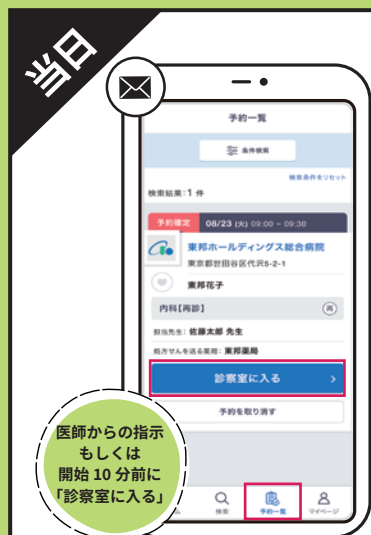 当日
予約一覧
条件検索
検索条件をリセット
検索結果:1 件
予約確定 08/23 (火) 09:00 ~ 09:30
東邦ホールディングス総合病院
東京都世田谷区代沢5-2-1
東邦花子
内科【再診】 再
担当先生: 佐藤太郎 先生
処方せんを送る薬局: 東邦薬局
診察室に入る >
予約を取り消す
医師からの指示
もしくは
開始 10 分前に
「診察室に入る」
検索 予約一覧 マイページ